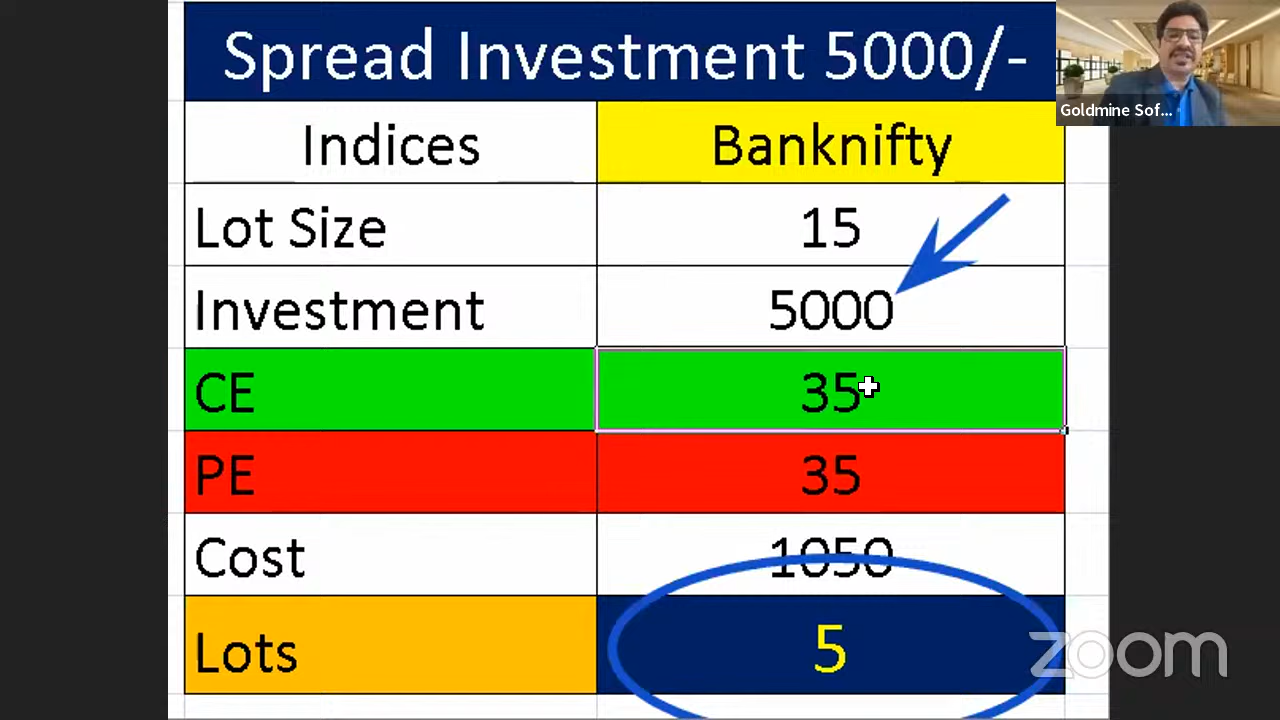 Spread Investment 5000/-
Indices Banknifty
Lot Size 15
Investment 5000
CE 35
PE 35
Cost 1050
Lots 5
Goldmine Sof...
zoom